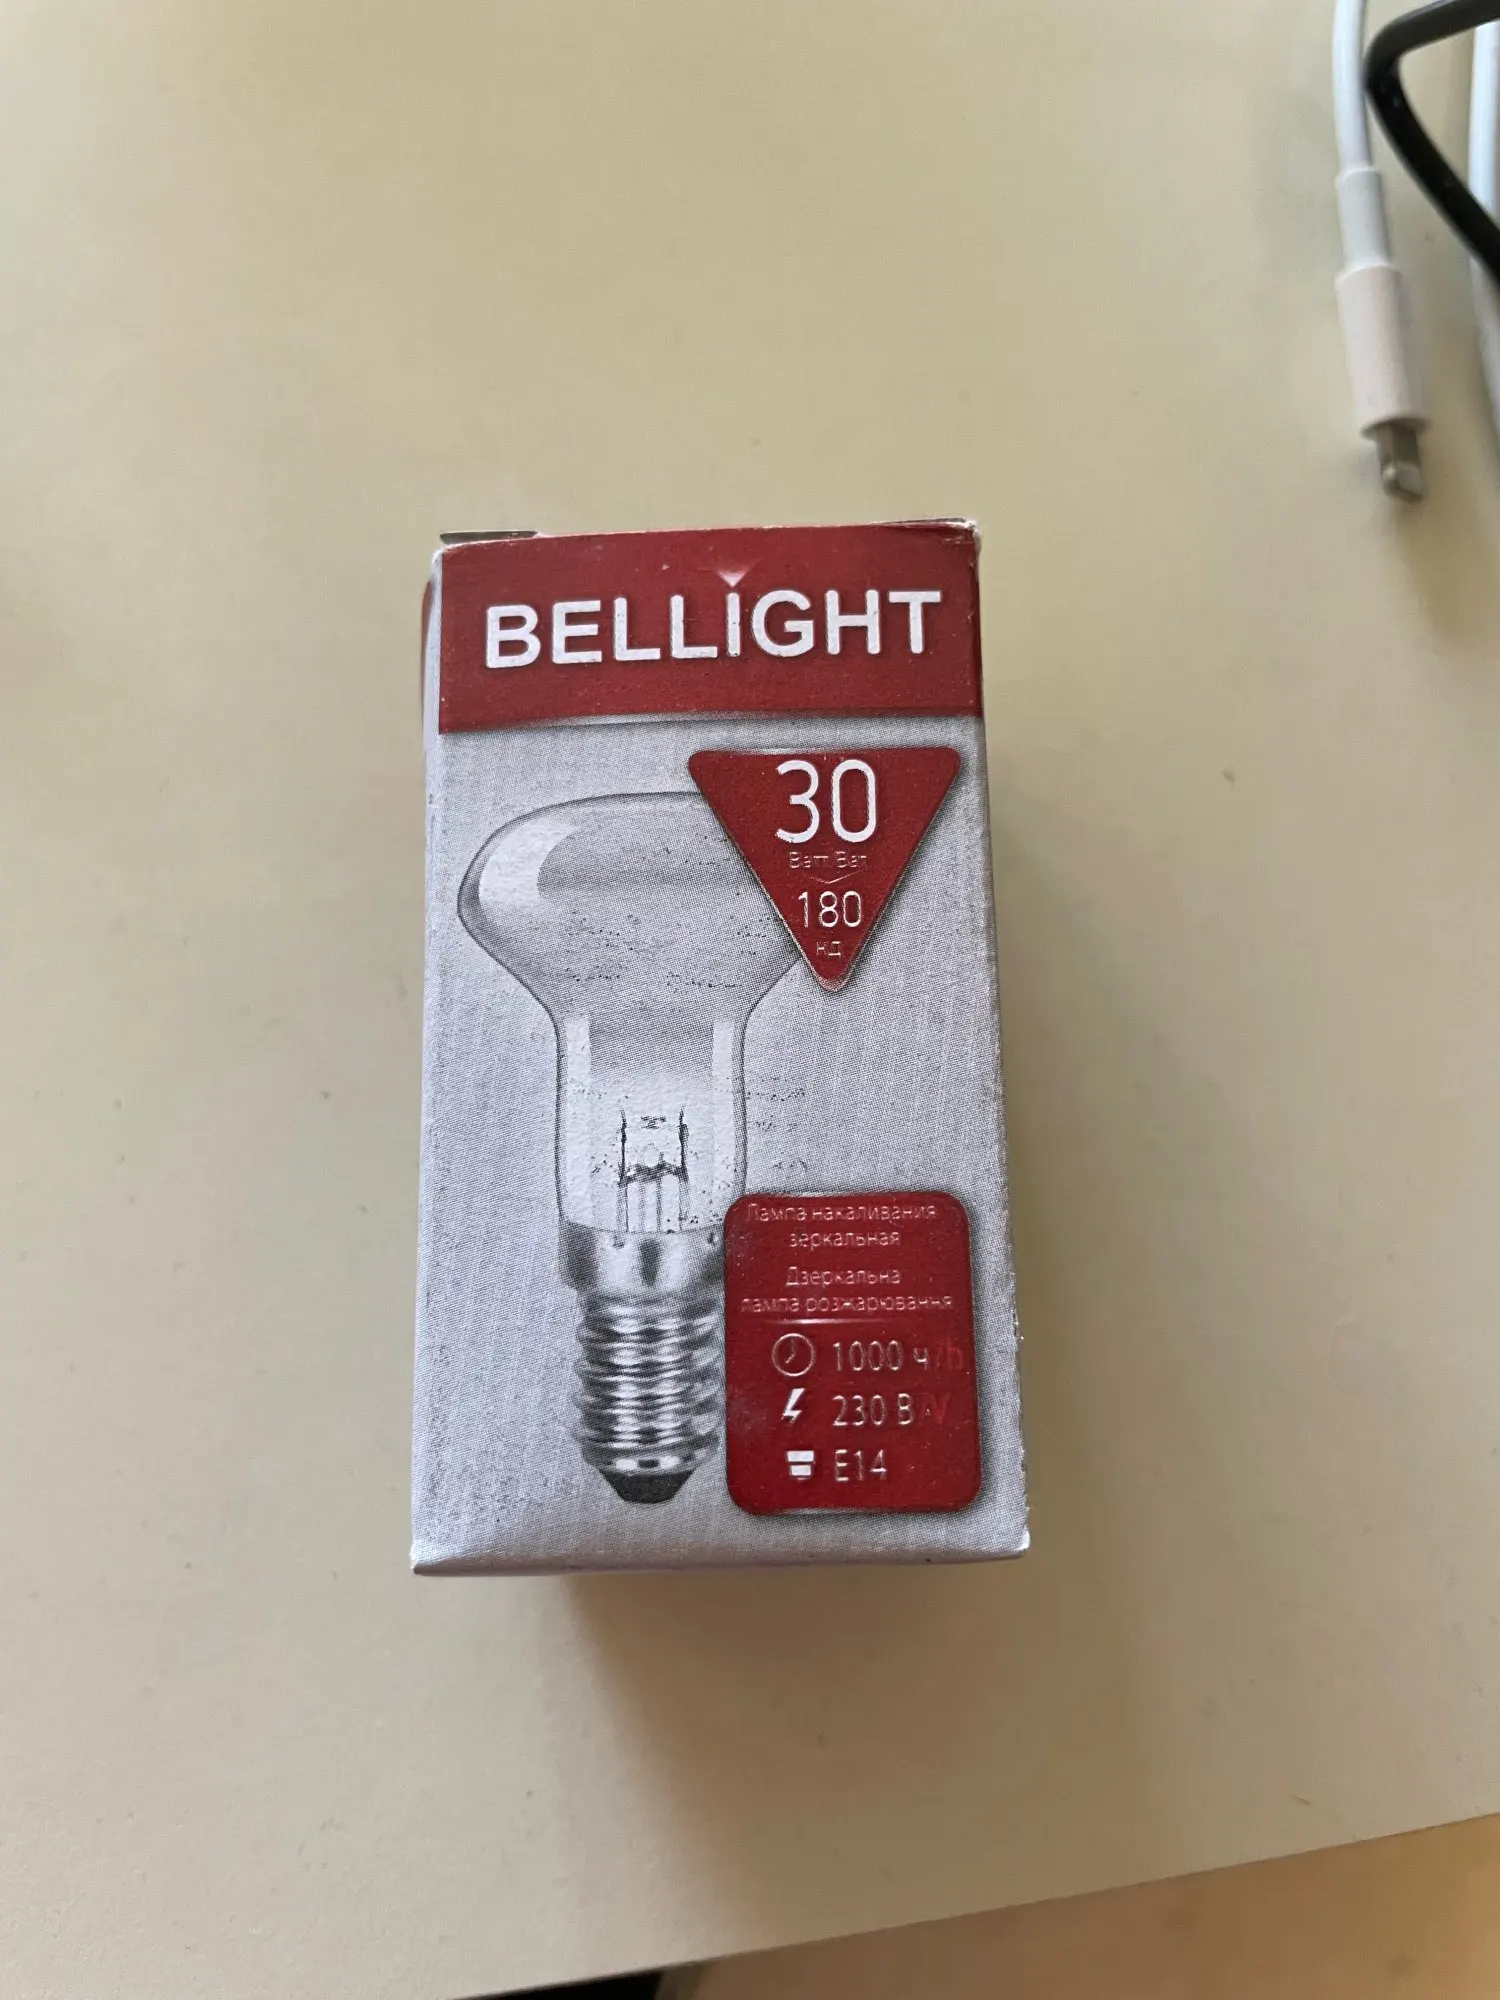 BELLIGHT
30
Ватт Ват
180
кд
Лампа накаливания
зеркальная
Дзеркальна
лампа розжарювання
1000 ч/h
230 В/V
E14